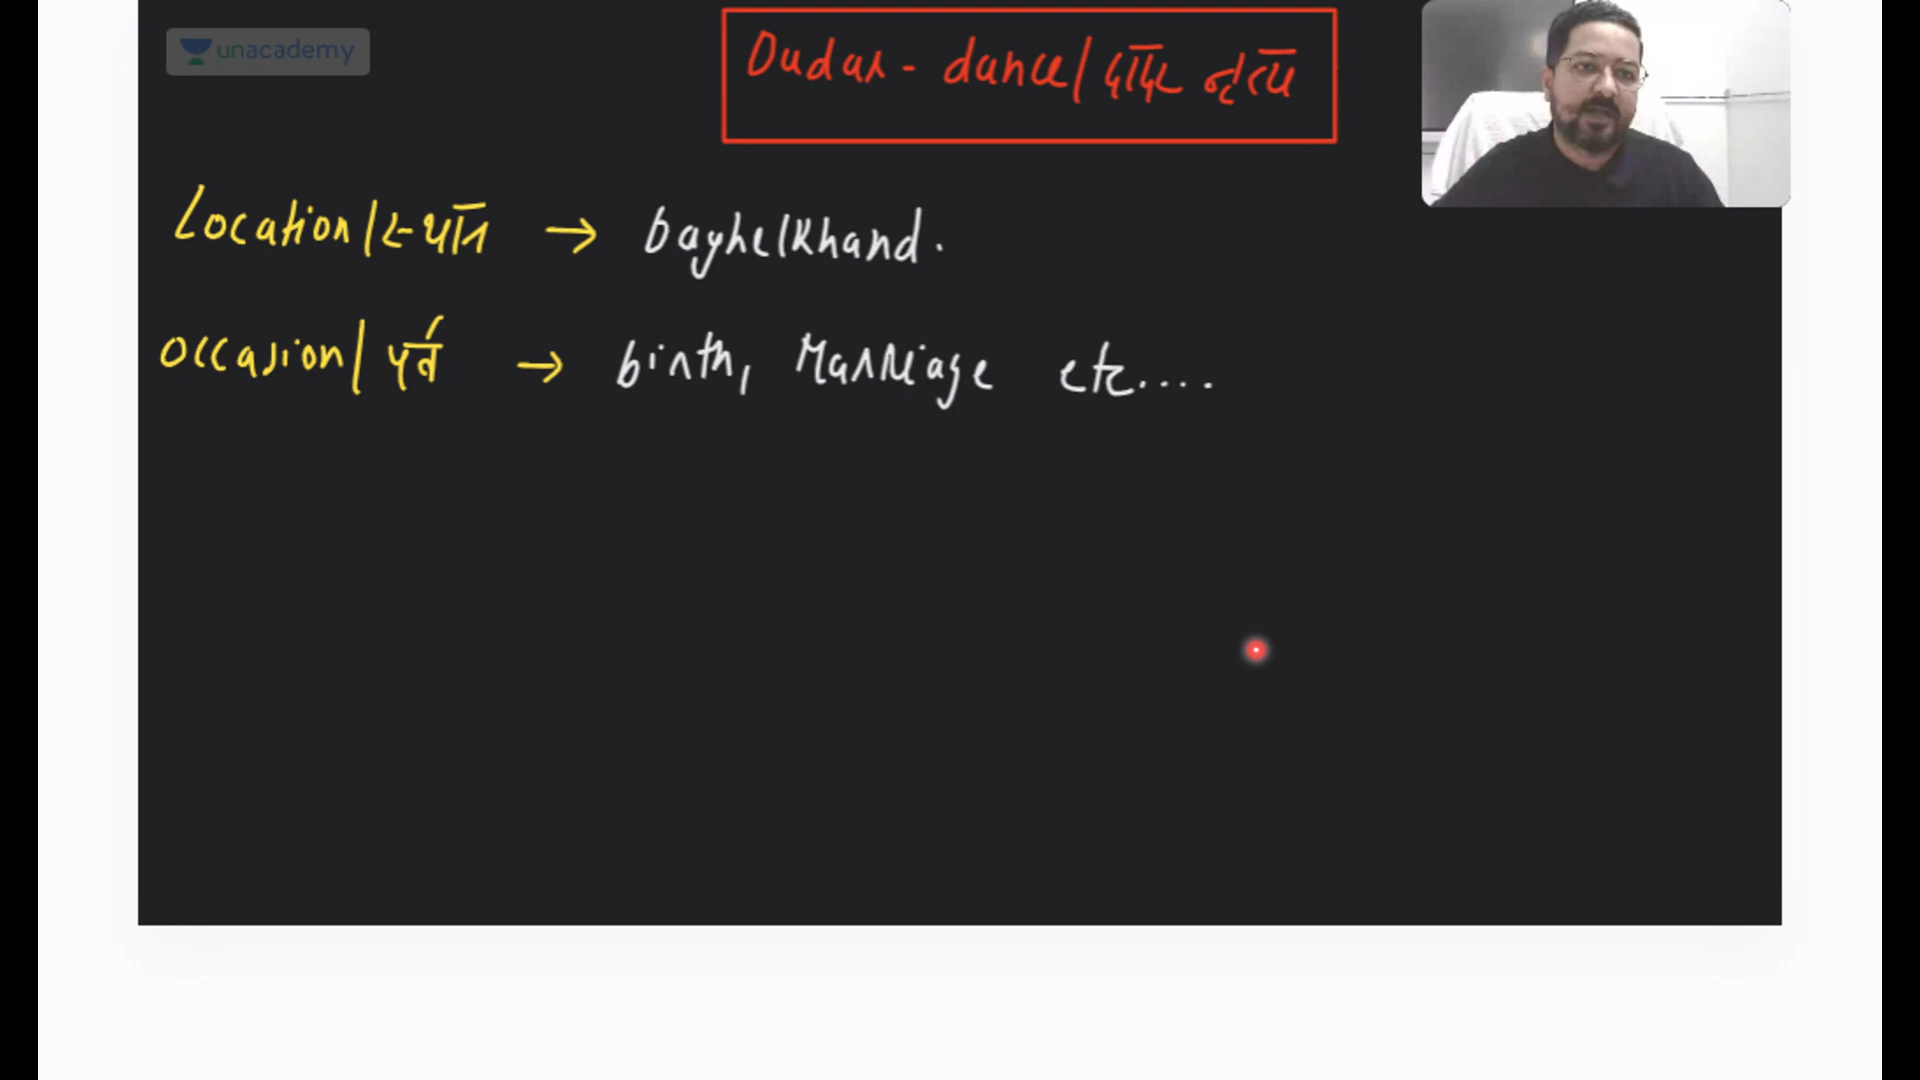 unacademy
Dadar - dance/दादर नृत्य
Location/स्थान → baghelkhand.
Occasion/पर्व → birth, Marriage etc....